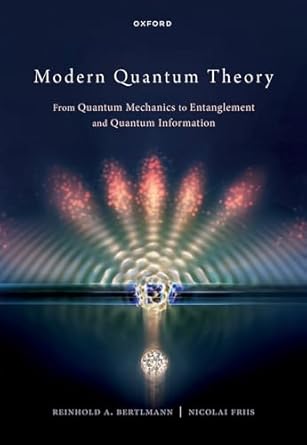 OXFORD
Modern Quantum Theory
From Quantum Mechanics to Entanglement
and Quantum Information
REINHOLD A. BERTLMANN | NICOLAI FRIIS